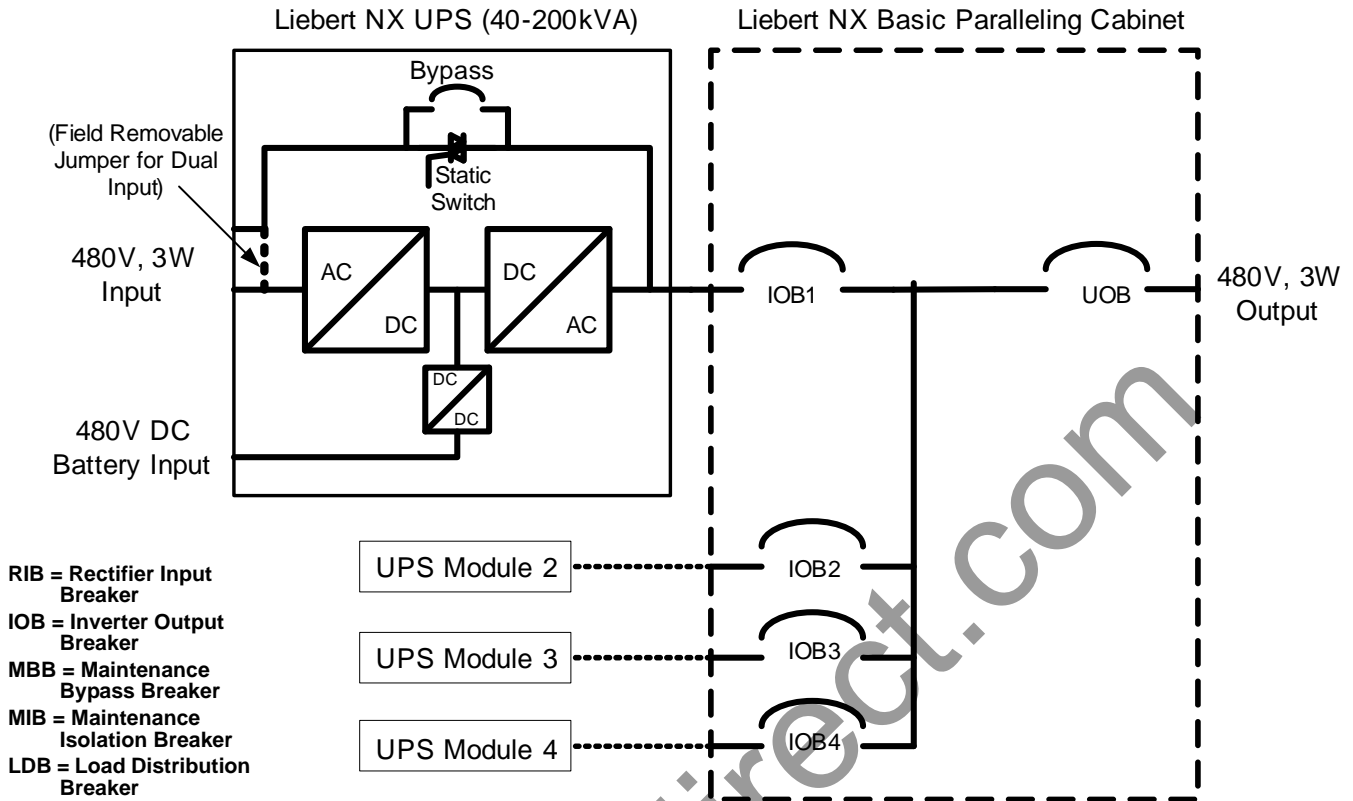 Liebert NX UPS (40-200kVA)
Liebert NX Basic Paralleling Cabinet
Bypass
(Field Removable
Jumper for Dual
Input)
Static
Switch
480V, 3W
Input
AC
DC
DC
AC
IOB1
UOB
480V, 3W
Output
DC
DC
480V DC
Battery Input
UPS Module 2
IOB2
UPS Module 3
IOB3
UPS Module 4
IOB4
RIB = Rectifier Input
Breaker
IOB = Inverter Output
Breaker
MBB = Maintenance
Bypass Breaker
MIB = Maintenance
Isolation Breaker
LDB = Load Distribution
Breaker
irect.com